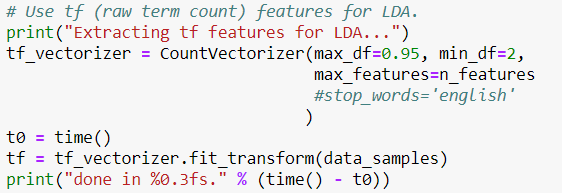 # Use tf (raw term count) features for LDA.
print("Extracting tf features for LDA...")
tf_vectorizer = CountVectorizer(max_df=0.95, min_df=2,
                                max_features=n_features
                                #stop_words='english'
                               )
t0 = time()
tf = tf_vectorizer.fit_transform(data_samples)
print("done in %0.3fs." % (time() - t0))